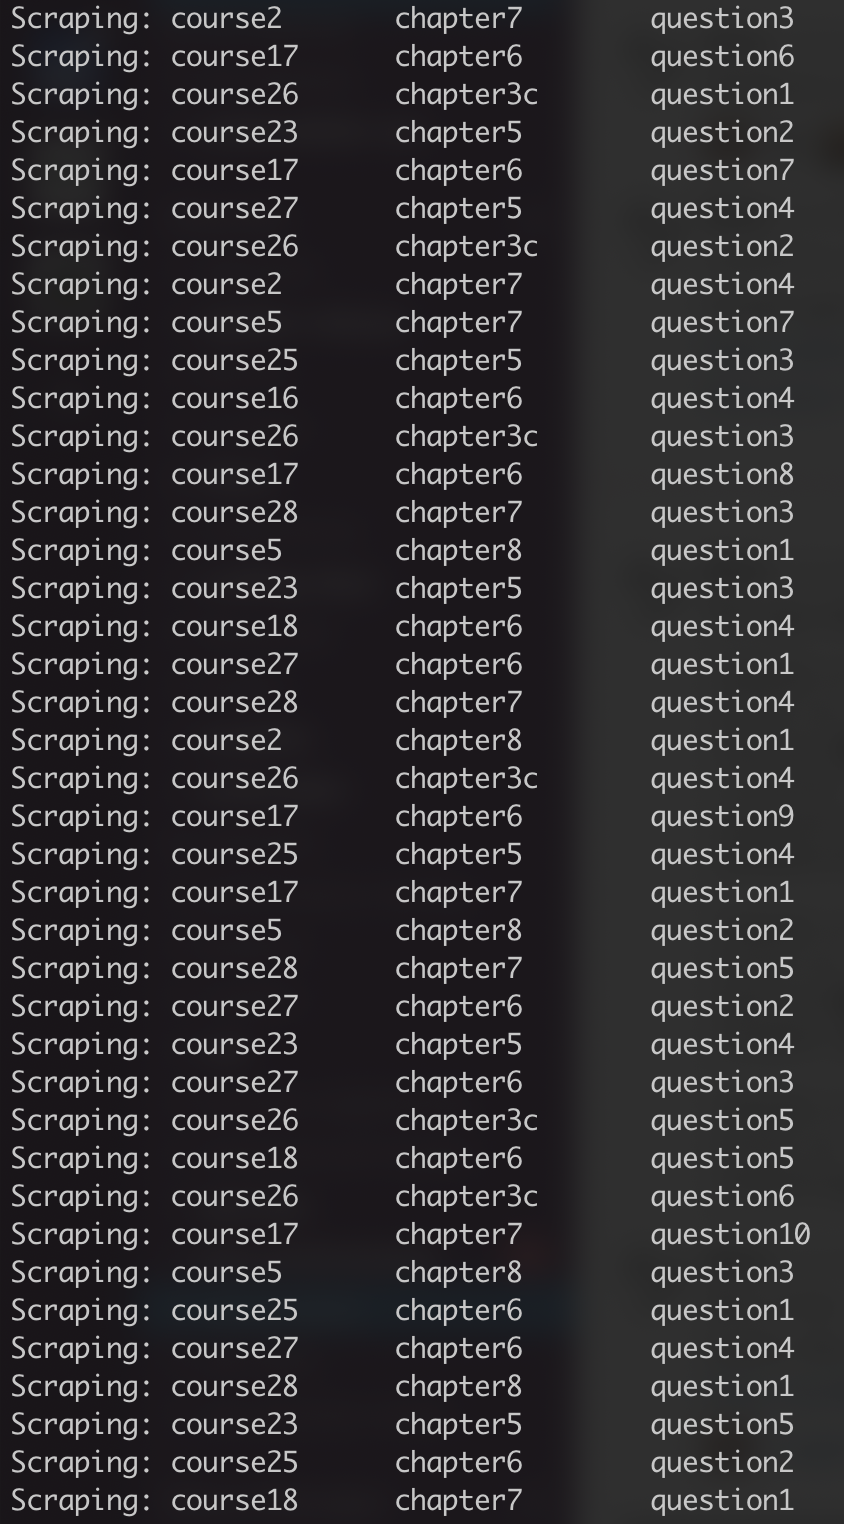 Scraping: course2 chapter7 question3
Scraping: course17 chapter6 question6
Scraping: course26 chapter3c question1
Scraping: course23 chapter5 question2
Scraping: course17 chapter6 question7
Scraping: course27 chapter5 question4
Scraping: course26 chapter3c question2
Scraping: course2 chapter7 question4
Scraping: course5 chapter7 question7
Scraping: course25 chapter5 question3
Scraping: course16 chapter6 question4
Scraping: course26 chapter3c question3
Scraping: course17 chapter6 question8
Scraping: course28 chapter7 question3
Scraping: course5 chapter8 question1
Scraping: course23 chapter5 question3
Scraping: course18 chapter6 question4
Scraping: course27 chapter6 question1
Scraping: course28 chapter7 question4
Scraping: course2 chapter8 question1
Scraping: course26 chapter3c question4
Scraping: course17 chapter6 question9
Scraping: course25 chapter5 question4
Scraping: course17 chapter7 question1
Scraping: course5 chapter8 question2
Scraping: course28 chapter7 question5
Scraping: course27 chapter6 question2
Scraping: course23 chapter5 question4
Scraping: course27 chapter6 question3
Scraping: course26 chapter3c question5
Scraping: course18 chapter6 question5
Scraping: course26 chapter3c question6
Scraping: course17 chapter7 question10
Scraping: course5 chapter8 question3
Scraping: course25 chapter6 question1
Scraping: course27 chapter6 question4
Scraping: course28 chapter8 question1
Scraping: course23 chapter5 question5
Scraping: course25 chapter6 question2
Scraping: course18 chapter7 question1